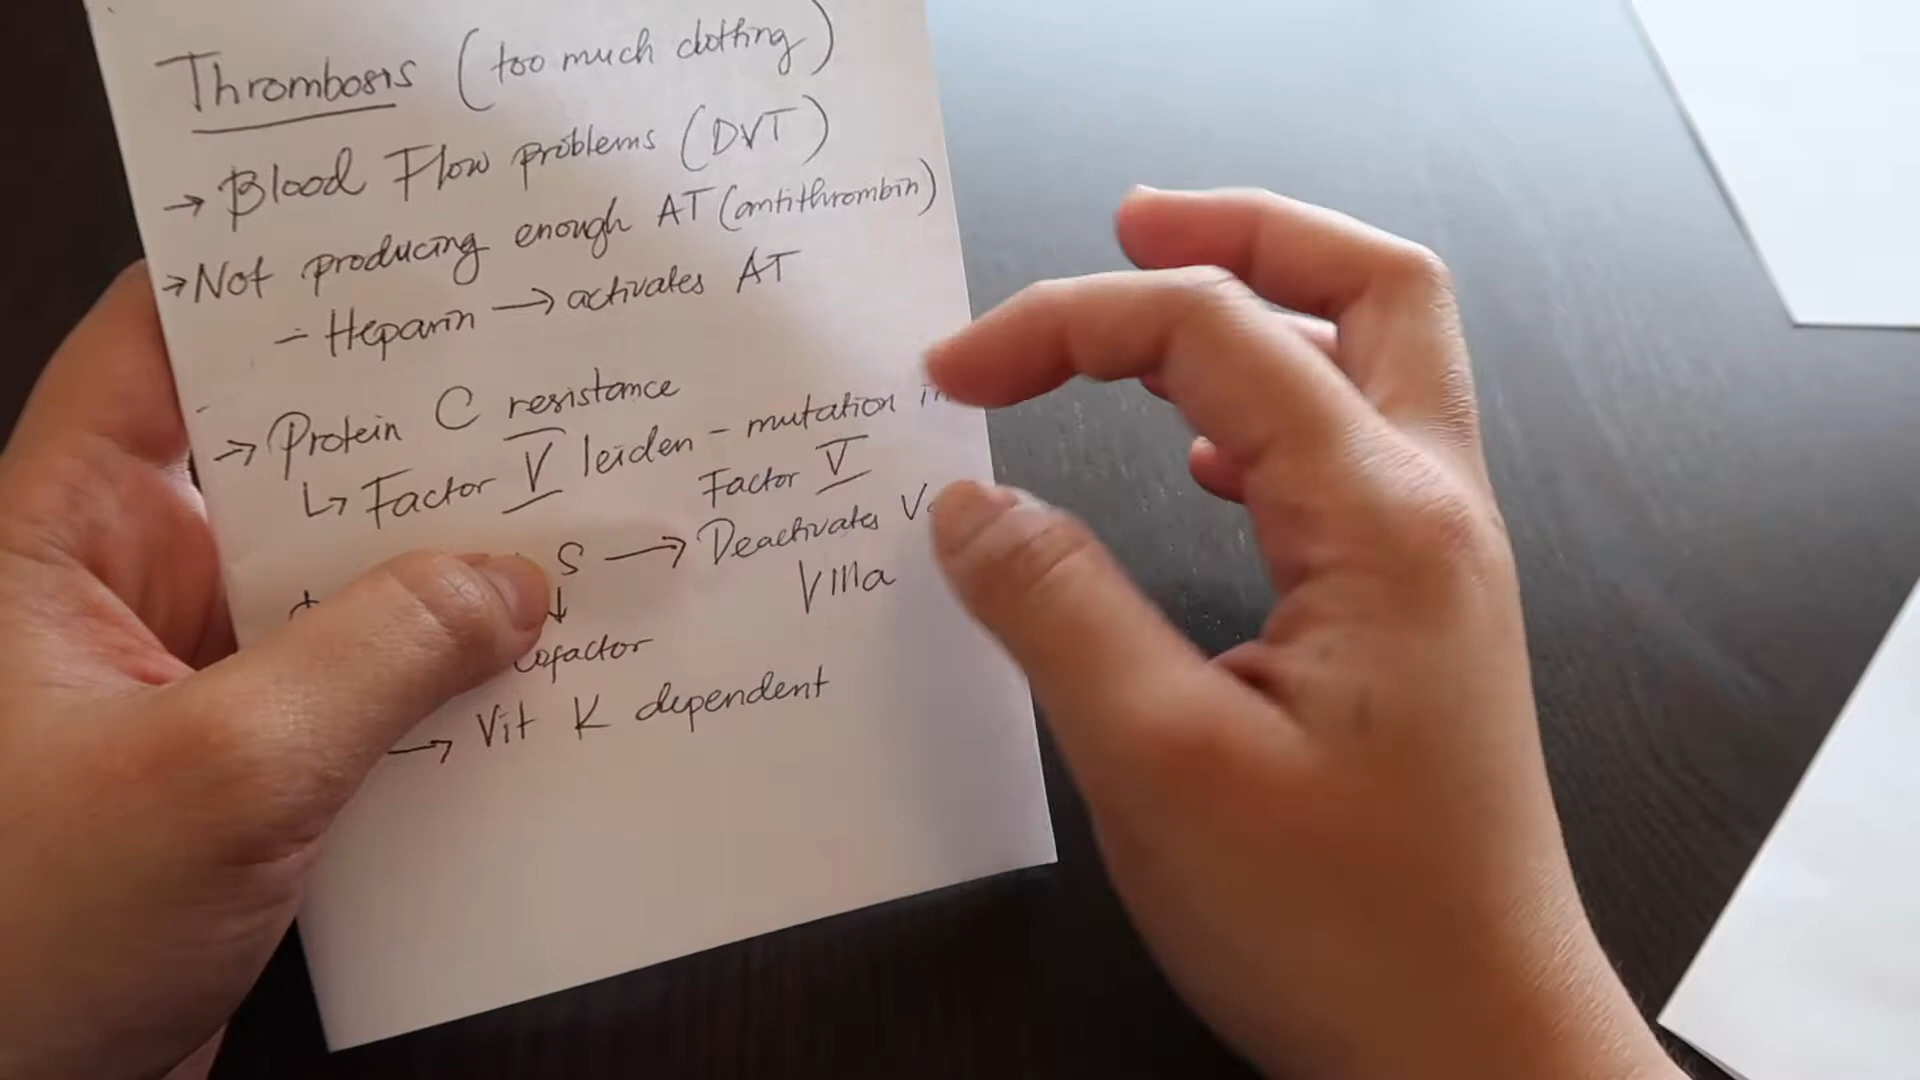 Thrombosis (too much clotting)
→ Blood Flow problems (DVT)
→ Not producing enough AT (antithrombin)
- Heparin → activates AT
→ Protein C resistance
↳ Factor V leiden - mutation in
Factor V
S → Deactivates
VIIIa
↓
Cofactor
→ Vit K dependent